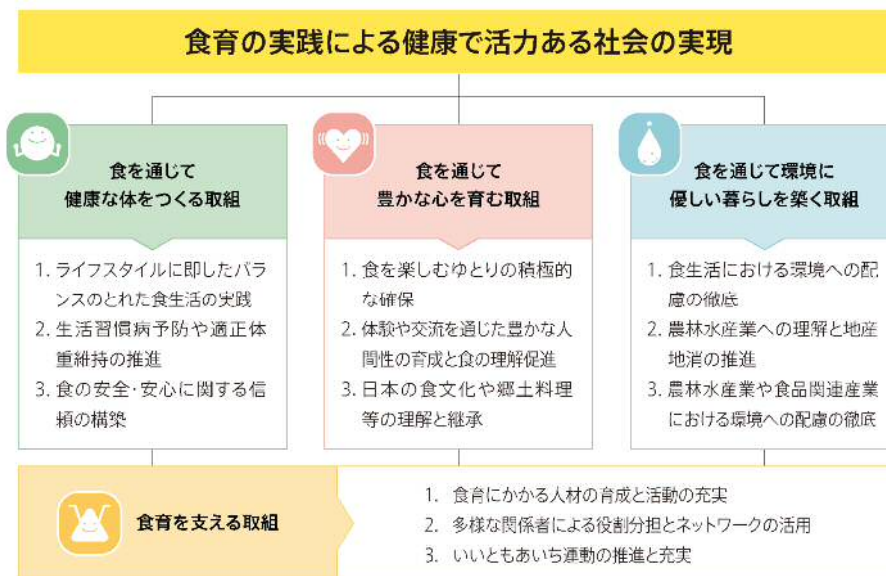 食育の実践による健康で活力ある社会の実現
食を通じて
健康な体をつくる取組
1. ライフスタイルに即したバラ
ンスのとれた食生活の実践
2. 生活習慣病予防や適正体
重維持の推進
3. 食の安全・安心に関する信
頼の構築
食を通じて
豊かな心を育む取組
1. 食を楽しむゆとりの積極的
な確保
2. 体験や交流を通じた豊かな人
間性の育成と食の理解促進
3. 日本の食文化や郷土料理
等の理解と継承
食を通じて環境に
優しい暮らしを築く取組
1. 食生活における環境への配
慮の徹底
2. 農林水産業への理解と地産
地消の推進
3. 農林水産業や食品関連産業
における環境への配慮の徹底
食育を支える取組
1. 食育にかかる人材の育成と活動の充実
2. 多様な関係者による役割分担とネットワークの活用
3. いいともあいち運動の推進と充実